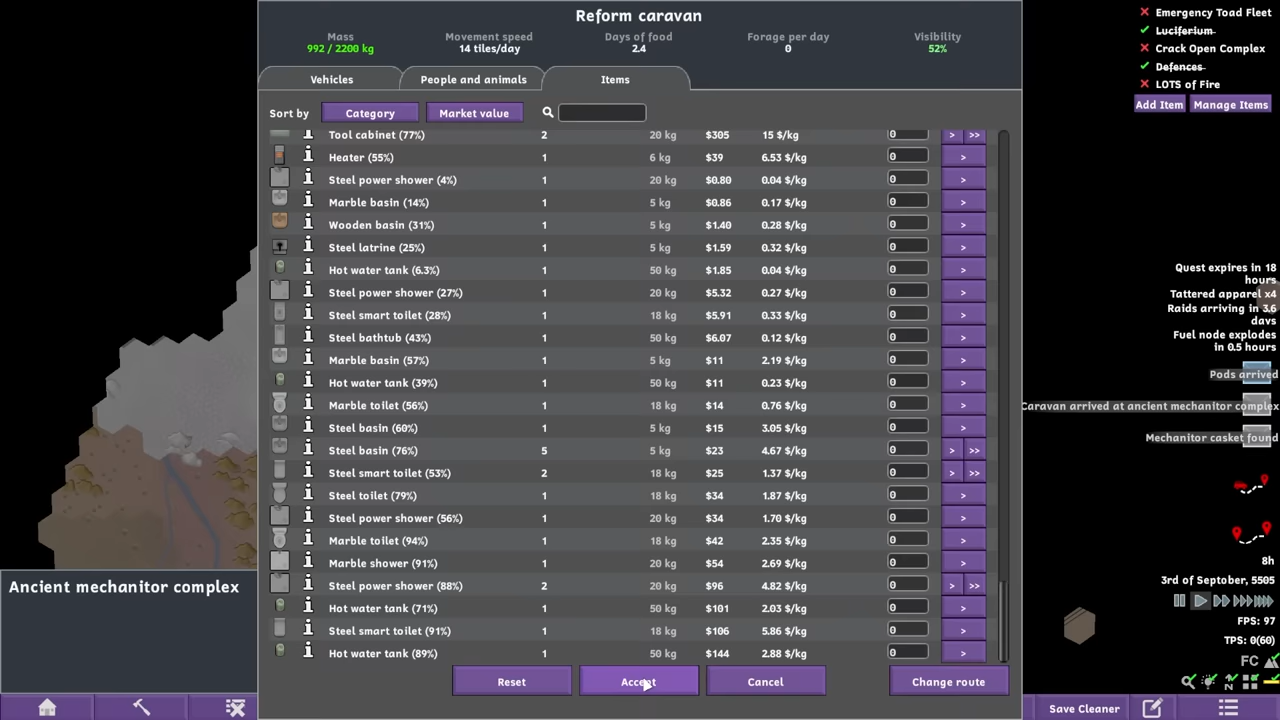 Reform caravan
Mass Movement speed Days of food Forage per day Visibility
992 / 2200 kg 14 tiles/day 2.4 0 52%
Vehicles People and animals Items
Sort by Category Market value
Tool cabinet (77%) 2 20 kg $305 15 $/kg 0 > >>
Heater (55%) 1 6 kg $39 6.53 $/kg 0 >
Steel power shower (4%) 1 20 kg $0.80 0.04 $/kg 0 >
Marble basin (14%) 1 5 kg $0.86 0.17 $/kg 0 >
Wooden basin (31%) 1 5 kg $1.40 0.28 $/kg 0 >
Steel latrine (25%) 1 5 kg $1.59 0.32 $/kg 0 >
Hot water tank (6.3%) 1 50 kg $1.85 0.04 $/kg 0 >
Steel power shower (27%) 1 20 kg $5.32 0.27 $/kg 0 >
Steel smart toilet (28%) 1 18 kg $5.91 0.33 $/kg 0 >
Steel bathtub (43%) 1 50 kg $6.07 0.12 $/kg 0 >
Marble basin (57%) 1 5 kg $11 2.19 $/kg 0 >
Hot water tank (39%) 1 50 kg $11 0.23 $/kg 0 >
Marble toilet (56%) 1 18 kg $14 0.76 $/kg 0 >
Steel basin (60%) 1 5 kg $15 3.05 $/kg 0 >
Steel basin (76%) 5 5 kg $23 4.67 $/kg 0 > >>
Steel smart toilet (53%) 2 18 kg $25 1.37 $/kg 0 > >>
Steel toilet (79%) 1 18 kg $34 1.87 $/kg 0 >
Steel power shower (56%) 1 20 kg $34 1.70 $/kg 0 >
Marble toilet (94%) 1 18 kg $42 2.35 $/kg 0 >
Marble shower (91%) 1 20 kg $54 2.69 $/kg 0 >
Steel power shower (88%) 2 20 kg $96 4.82 $/kg 0 > >>
Hot water tank (71%) 1 50 kg $101 2.03 $/kg 0 >
Steel smart toilet (91%) 1 18 kg $106 5.86 $/kg 0 >
Hot water tank (89%) 1 50 kg $144 2.88 $/kg 0 >
Reset Accept Cancel Change route
Ancient mechanitor complex
Emergency Toad Fleet
Luciferium
Crack Open Complex
Defences
LOTS of Fire
Add Item Manage Items
Quest expires in 18
hours
Tattered apparel x4
Raids arriving in 3.6
days
Fuel node explodes
in 0.5 hours
Pods arrived
Caravan arrived at ancient mechanitor complex
Mechanitor casket found
8h
3rd of September, 5505
FPS: 97
TPS: 0(60)
FC
Save Cleaner